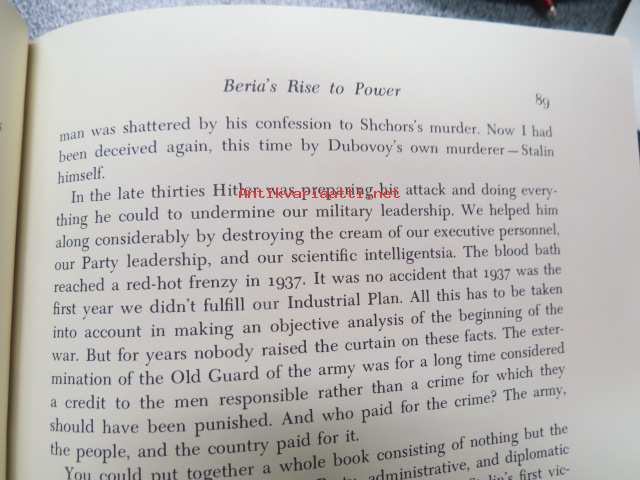 Beria's Rise to Power
89
man was shattered by his confession to Shchors's murder. Now I had
been deceived again, this time by Dubovoy's own murderer—Stalin
himself.
In the late thirties Hitler was preparing his attack and doing every-
Antikvariaatti.net
thing he could to undermine our military leadership. We helped him
along considerably by destroying the cream of our executive personnel,
our Party leadership, and our scientific intelligentsia. The blood bath
reached a red-hot frenzy in 1937. It was no accident that 1937 was the
first year we didn't fulfill our Industrial Plan. All this has to be taken
into account in making an objective analysis of the beginning of the
war. But for years nobody raised the curtain on these facts. The exter-
mination of the Old Guard of the army was for a long time considered
a credit to the men responsible rather than a crime for which they
should have been punished. And who paid for the crime? The army,
the people, and the country paid for it.
You could put together a whole book consisting of nothing but the
administrative, and diplomatic
first vic-